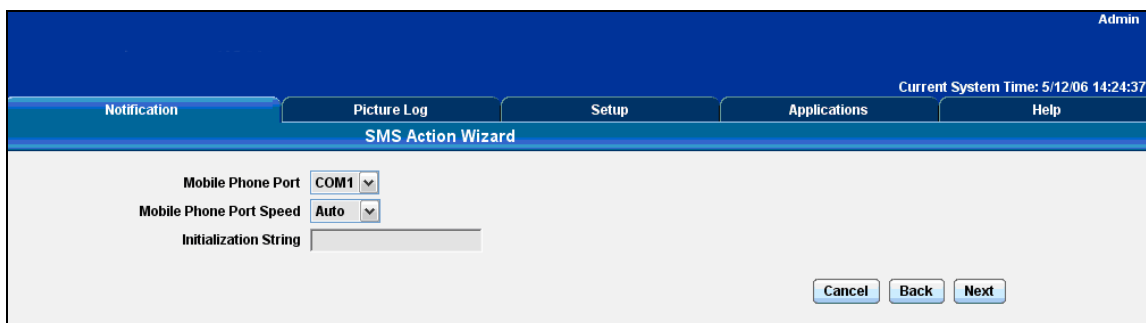 Admin
Current System Time: 5/12/06 14:24:37
Notification Picture Log Setup Applications Help
SMS Action Wizard
Mobile Phone Port COM1
Mobile Phone Port Speed Auto
Initialization String
Cancel Back Next